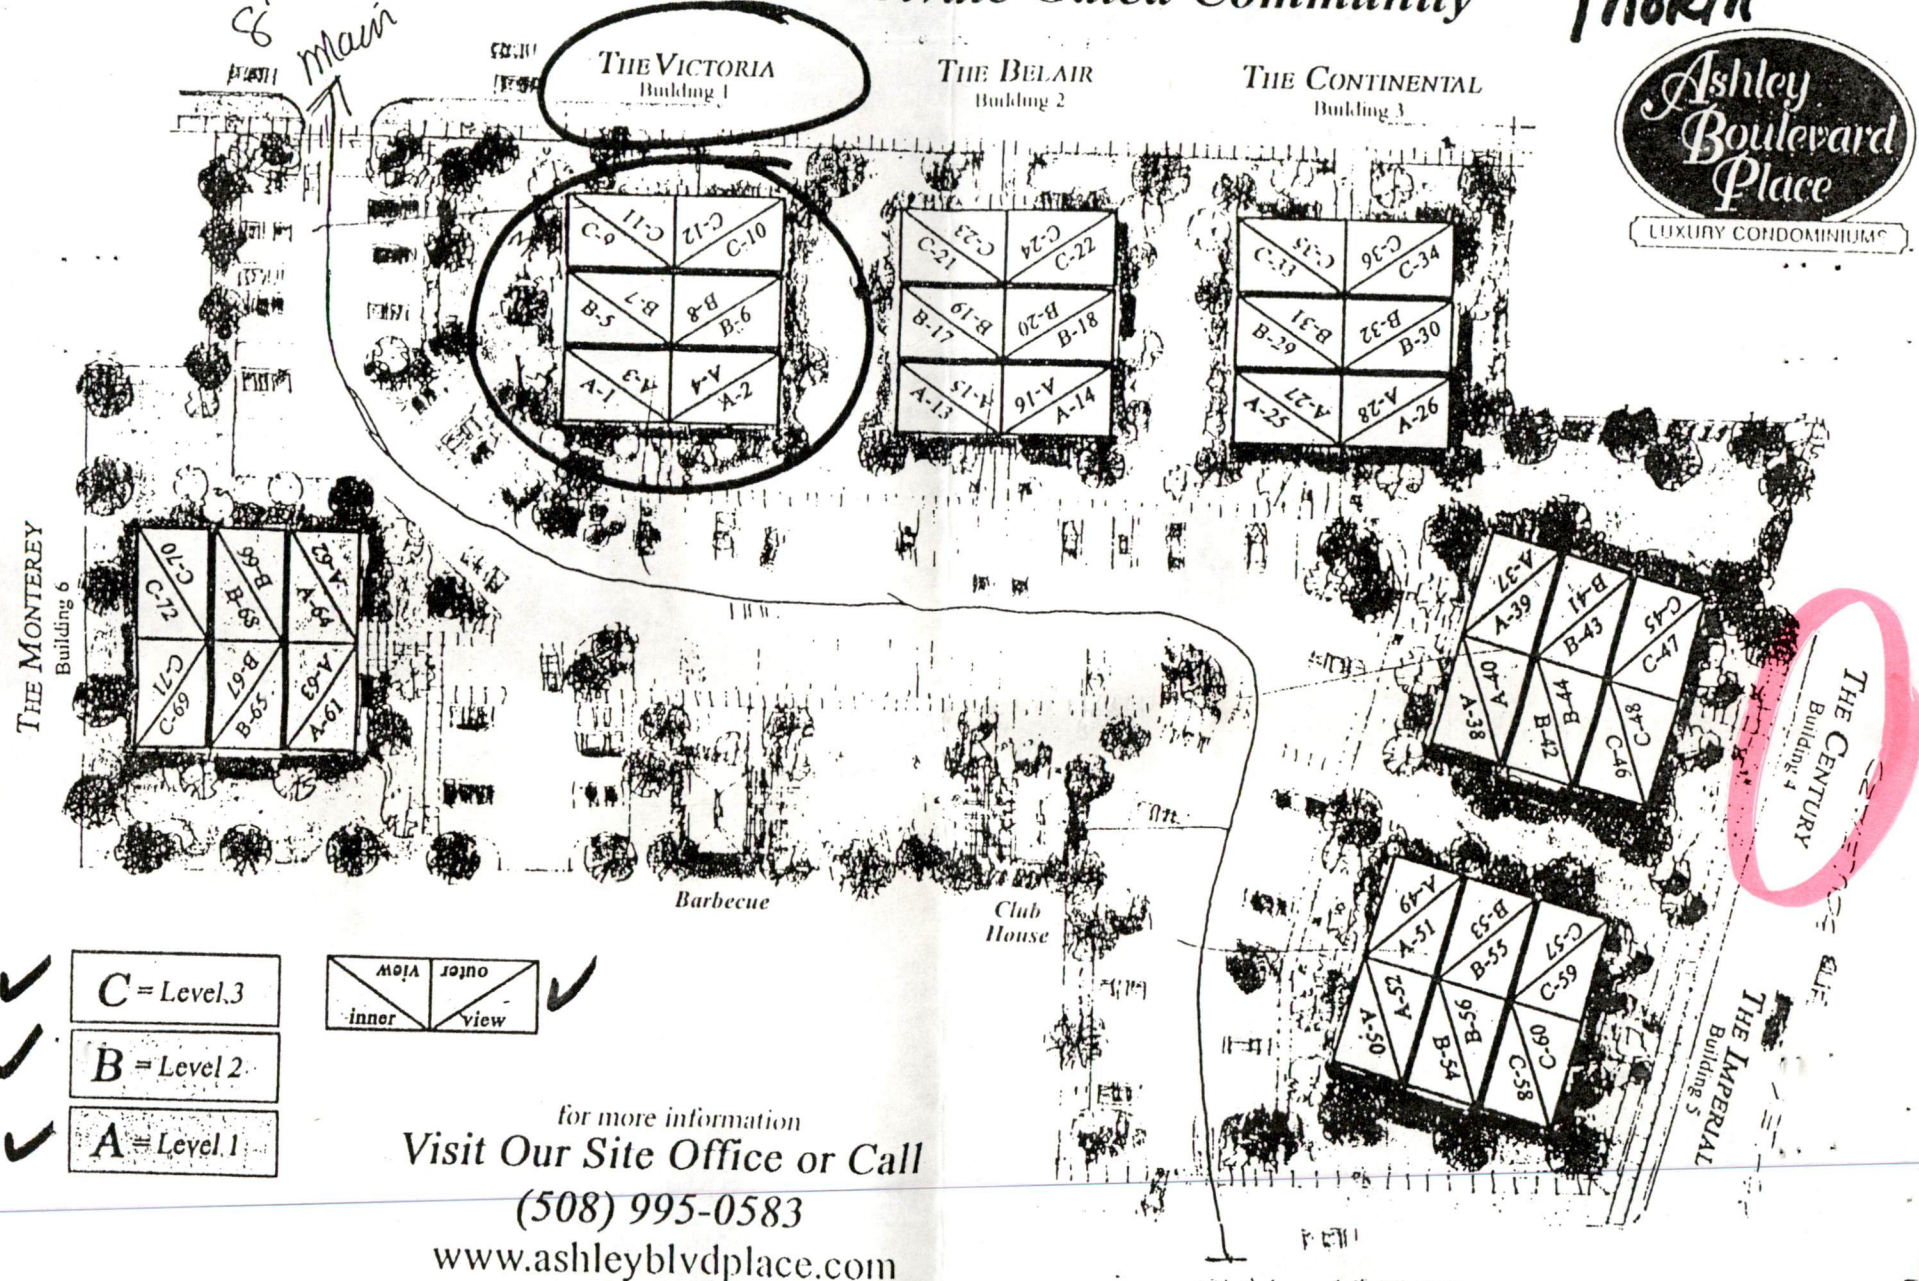 Gated Community
NORTH
8"
Main
THE VICTORIA
Building 1
THE BELAIR
Building 2
THE CONTINENTAL
Building 3
Ashley
Boulevard
Place
LUXURY CONDOMINIUMS
C-9 C-11 C-12 C-10
B-5 B-7 B-8 B-6
A-1 A-3 A-4 A-2
C-21 C-23 C-24 C-22
B-17 B-19 B-20 B-18
A-13 A-15 A-16 A-14
C-33 C-35 C-36 C-34
B-29 B-31 B-32 B-30
A-25 A-27 A-28 A-26
THE MONTEREY
Building 6
C-70 B-66 A-62
C-72 B-68 A-64
C-71 B-67 A-63
C-69 B-65 A-61
A-37 B-41 C-45
A-39 B-43 C-47
A-40 B-44 C-48
A-38 B-42 C-46
THE CENTURY
Building 4
A-49 B-53 C-57
A-51 B-55 C-59
A-52 B-56 C-60
A-50 B-54 C-58
THE IMPERIAL
Building 5
Barbecue
Club
House
C = Level 3
B = Level 2
A = Level 1
view outer
inner view
for more information
Visit Our Site Office or Call
(508) 995-0583
www.ashleyblvdplace.com